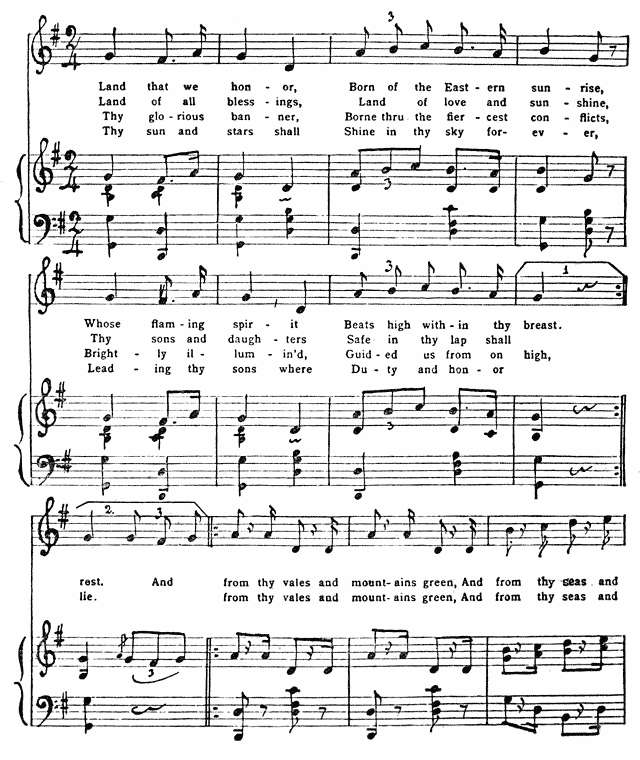 3
Land that we hon - or, Born of the East - ern sun - rise,
Land of all bless - ings, Land of love and sun - shine,
Thy glo - rious ban - ner, Borne thru the fier - cest con - flicts,
Thy sun and stars shall Shine in thy sky for- ev - er,
3
3 1
Whose flam - ing spir - it Beats high with - in thy breast.
Thy sons and daugh - ters Safe in thy lap shall
Bright - ly il - lum - in'd, Guid - ed us from on high,
Lead - ing thy sons where Du - ty and hon - or
3
2. 3
rest. And from thy vales and mount- ains green, And from thy seas and
lie. from thy vales and mount- ains green, And from thy seas and
3